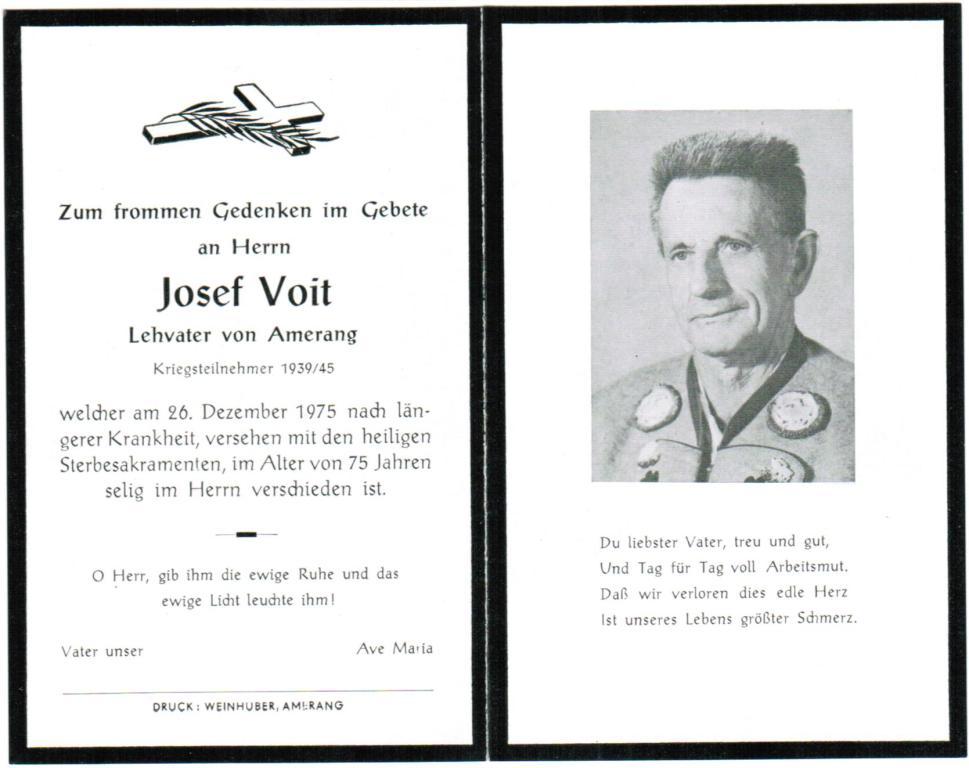 Zum frommen Gedenken im Gebete
an Herrn
Josef Voit
Lehvater von Amerang
Kriegsteilnehmer 1939/45
welcher am 26. Dezember 1975 nach län-
gerer Krankheit, versehen mit den heiligen
Sterbesakramenten, im Alter von 75 Jahren
selig im Herrn verschieden ist.
O Herr, gib ihm die ewige Ruhe und das
ewige Licht leuchte ihm!
Vater unser Ave Maria
DRUCK: WEINHUBER, AMERANG
Du liebster Vater, treu und gut,
Und Tag für Tag voll Arbeitsmut.
Daß wir verloren dies edle Herz
Ist unseres Lebens größter Schmerz.